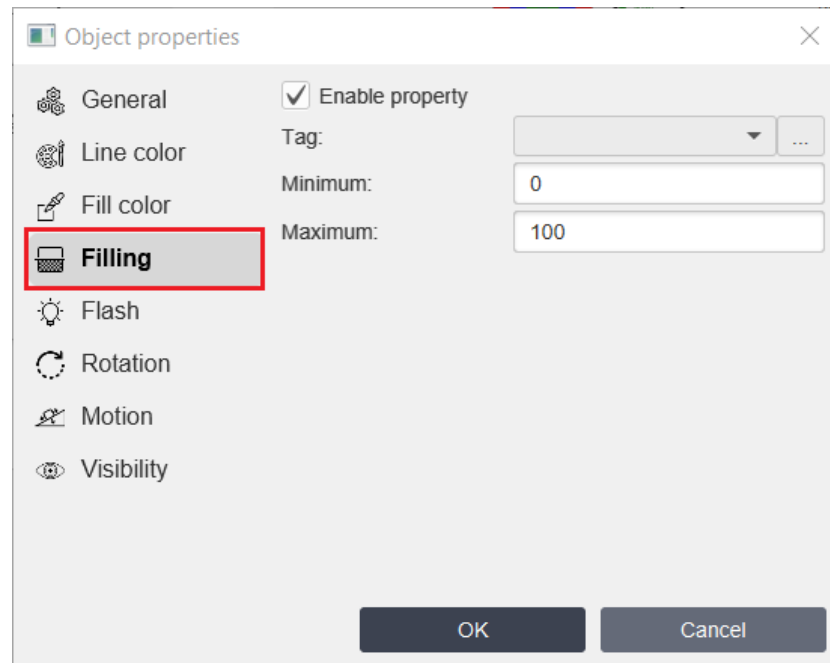 Object properties
General
Line color
Fill color
Filling
Flash
Rotation
Motion
Visibility
Enable property
Tag:
...
Minimum:
0
Maximum:
100
OK
Cancel